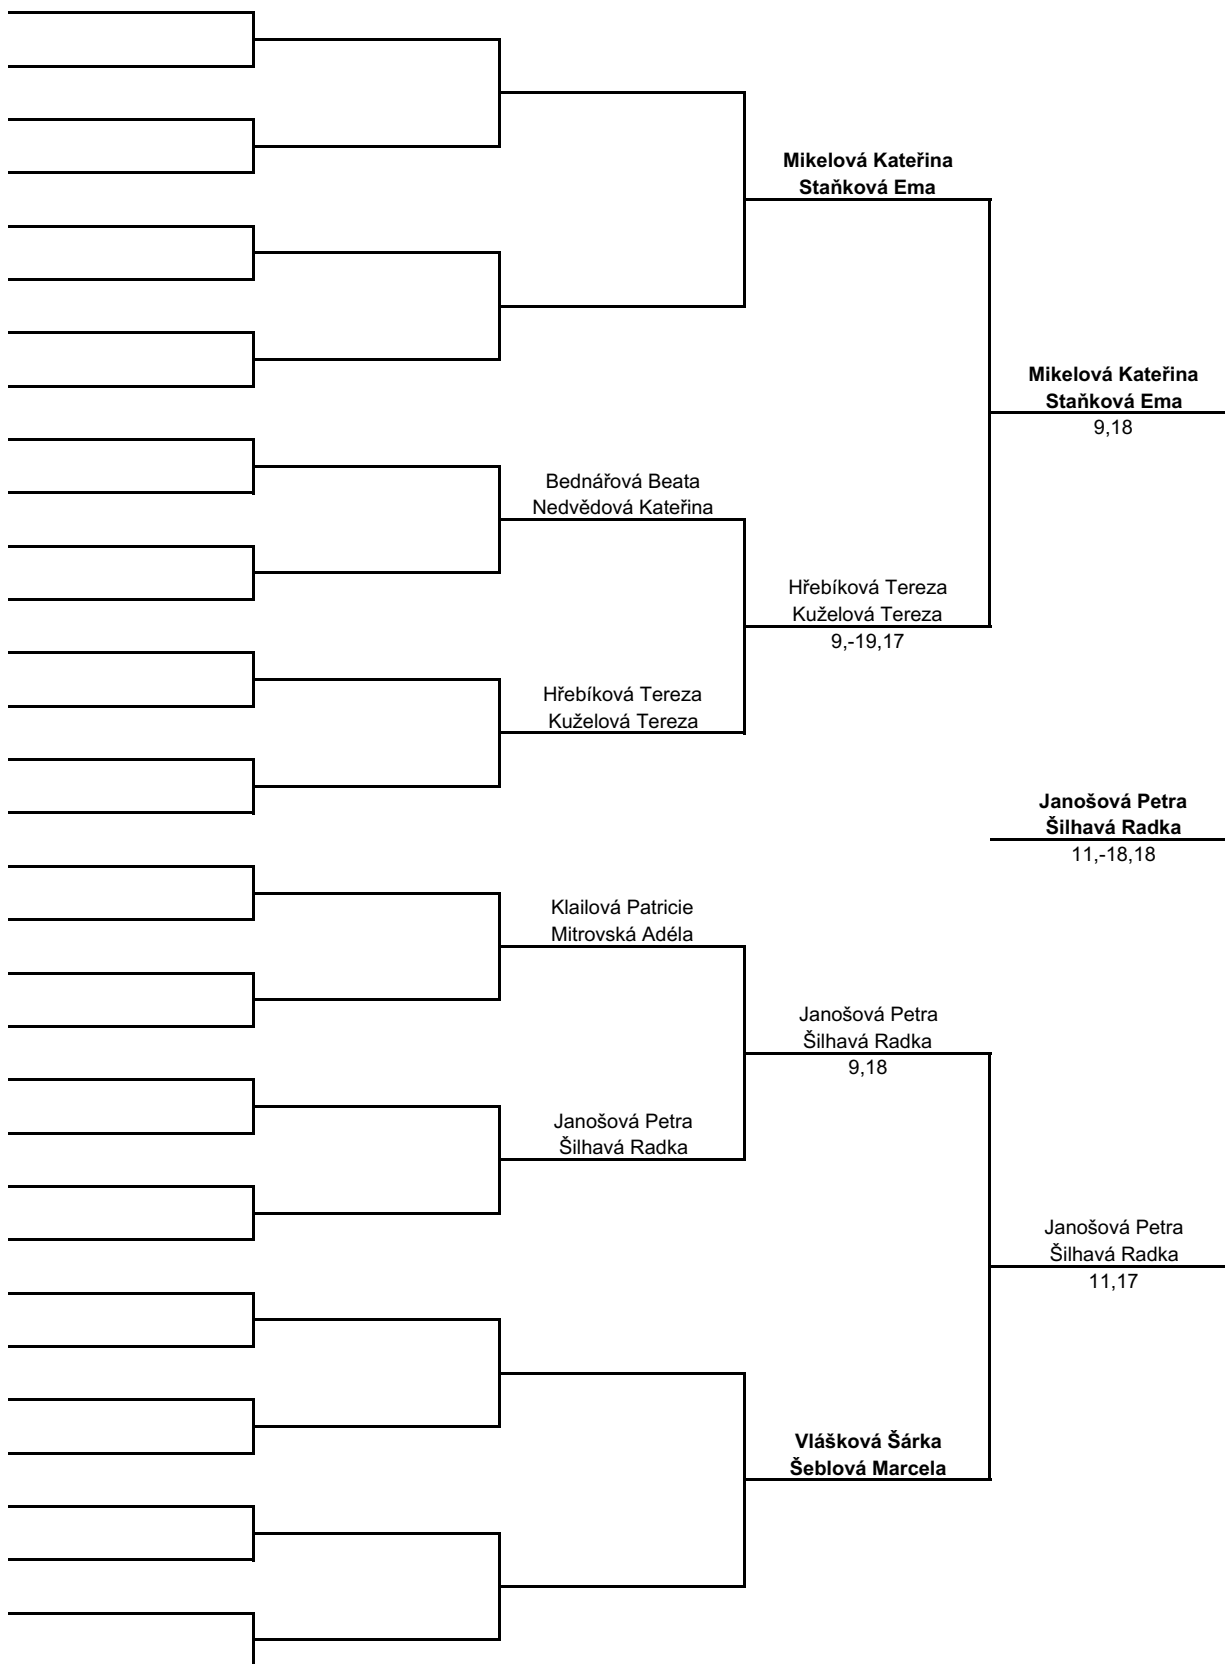 Mikelová Kateřina
Staňková Ema
Mikelová Kateřina
Staňková Ema
9,18
Bednářová Beata
Nedvědová Kateřina
Hřebíková Tereza
Kuželová Tereza
9,-19,17
Hřebíková Tereza
Kuželová Tereza
Janošová Petra
Šilhavá Radka
11,-18,18
Klailová Patricie
Mitrovská Adéla
Janošová Petra
Šilhavá Radka
9,18
Janošová Petra
Šilhavá Radka
Janošová Petra
Šilhavá Radka
11,17
Vlášková Šárka
Šeblová Marcela